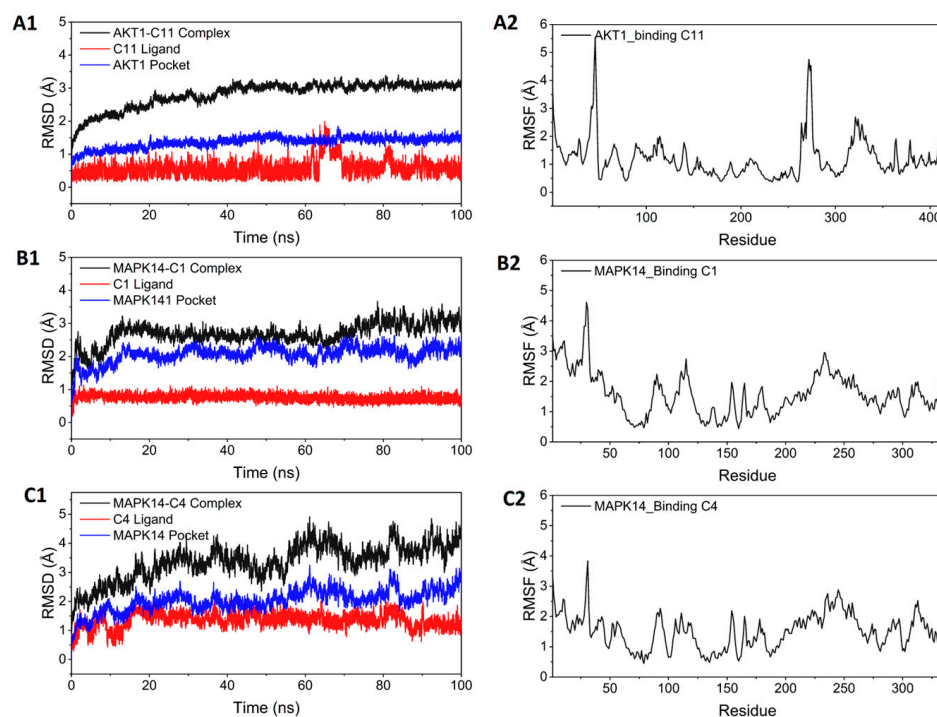 A1
AKT1-C11 Complex
C11 Ligand
AKT1 Pocket
RMSD (Å)
5
4
3
2
1
0
0 20 40 60 80 100
Time (ns)
A2
AKT1_binding C11
RMSF (Å)
6
5
4
3
2
1
0
100 200 300 400
Residue
B1
MAPK14-C1 Complex
C1 Ligand
MAPK141 Pocket
RMSD (Å)
5
4
3
2
1
0
0 20 40 60 80 100
Time (ns)
B2
MAPK14_Binding C1
RMSF (Å)
6
5
4
3
2
1
0
50 100 150 200 250 300
Residue
C1
MAPK14-C4 Complex
C4 Ligand
MAPK14 Pocket
RMSD (Å)
5
4
3
2
1
0
0 20 40 60 80 100
Time (ns)
C2
MAPK14_Binding C4
RMSF (Å)
6
5
4
3
2
1
0
50 100 150 200 250 300
Residue